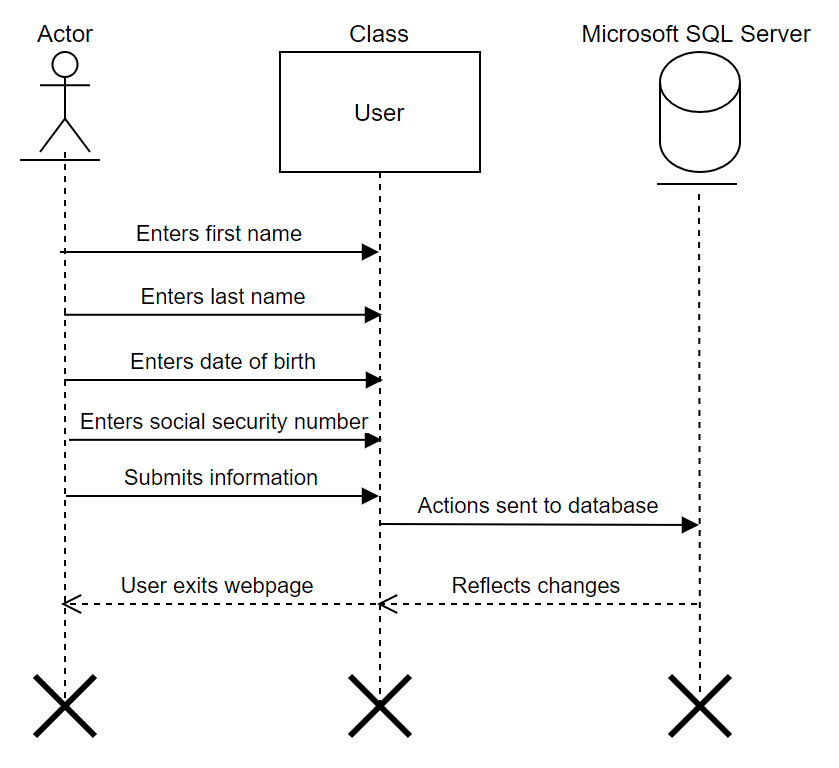 Actor
Class
Microsoft SQL Server
User
Enters first name
Enters last name
Enters date of birth
Enters social security number
Submits information
Actions sent to database
User exits webpage
Reflects changes